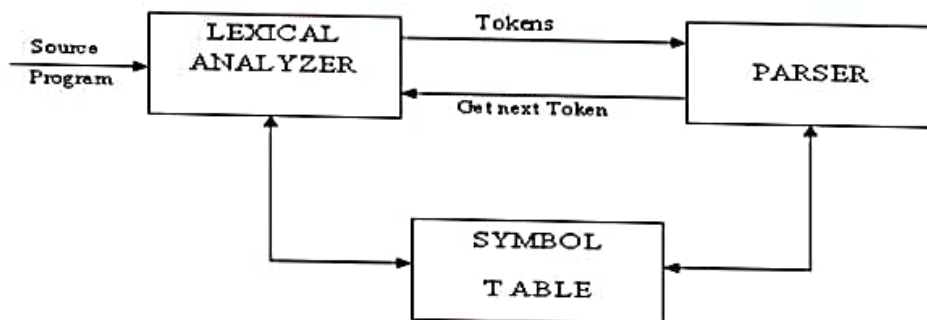 LEXICAL
ANALYZER
Source
Program
Tokens
Get next Token
PARSER
SYMBOL
TABLE